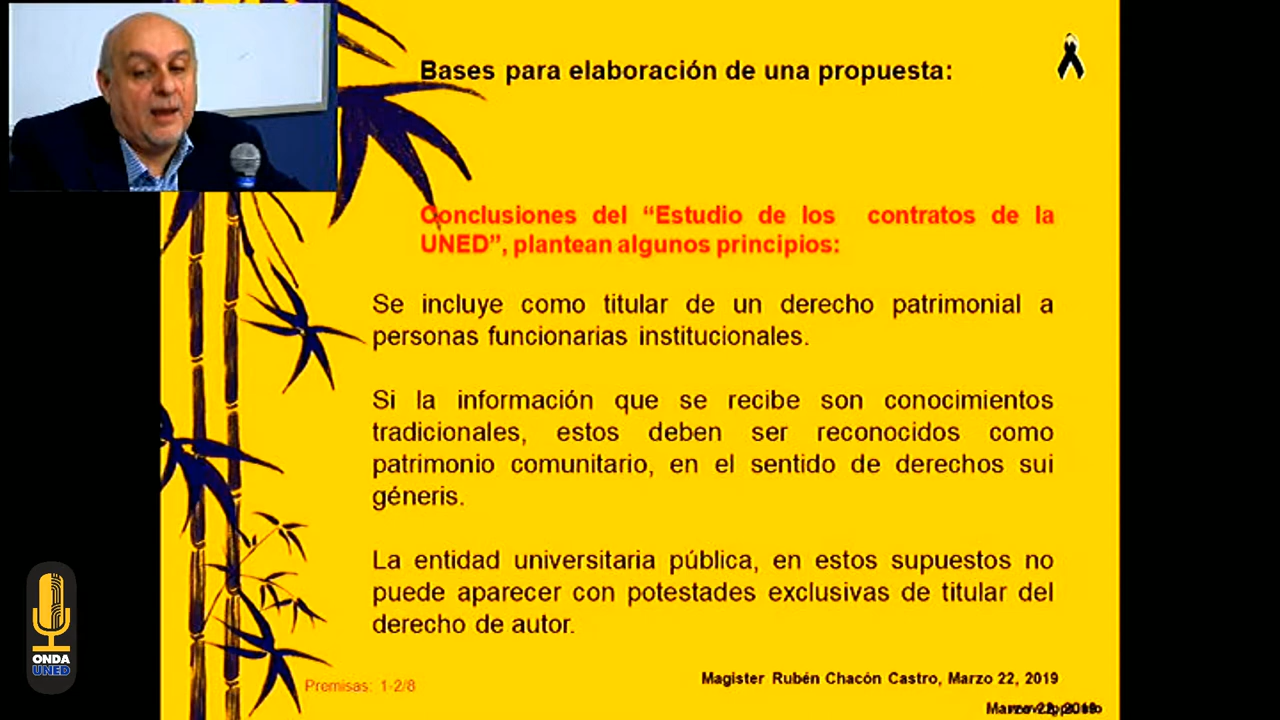 Bases para elaboración de una propuesta:
Conclusiones del “Estudio de los contratos de la
UNED”, plantean algunos principios:
Se incluye como titular de un derecho patrimonial a
personas funcionarias institucionales.
Si la información que se recibe son conocimientos
tradicionales, estos deben ser reconocidos como
patrimonio comunitario, en el sentido de derechos sui
géneris.
La entidad universitaria pública, en estos supuestos no
puede aparecer con potestades exclusivas de titular del
derecho de autor.
ONDA
UNED
Premisas: 1-2/8
Magister Rubén Chacón Castro, Marzo 22, 2019